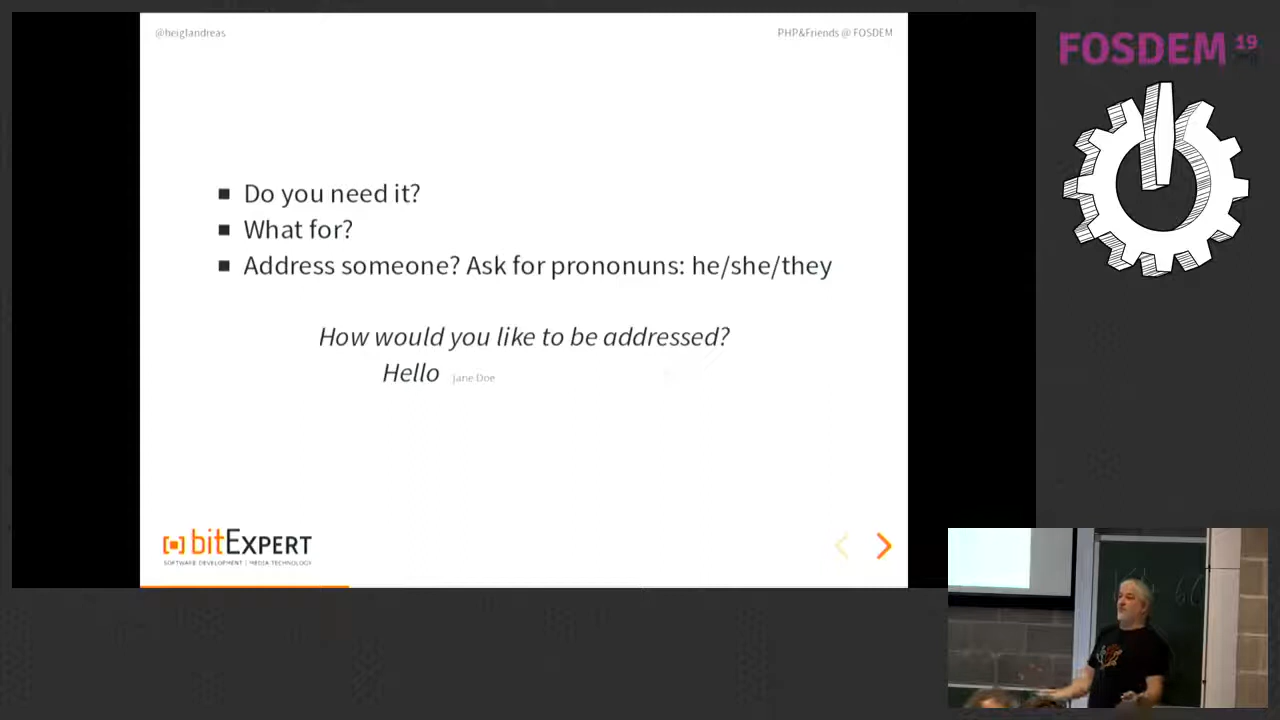 @heiglandreas
PHP&Friends @ FOSDEM
FOSDEM 19
Do you need it?
What for?
Address someone? Ask for prononuns: he/she/they
How would you like to be addressed?
Hello jane Doe
bitExpert
SOFTWARE DEVELOPMENT | MEDIA TECHNOLOGY